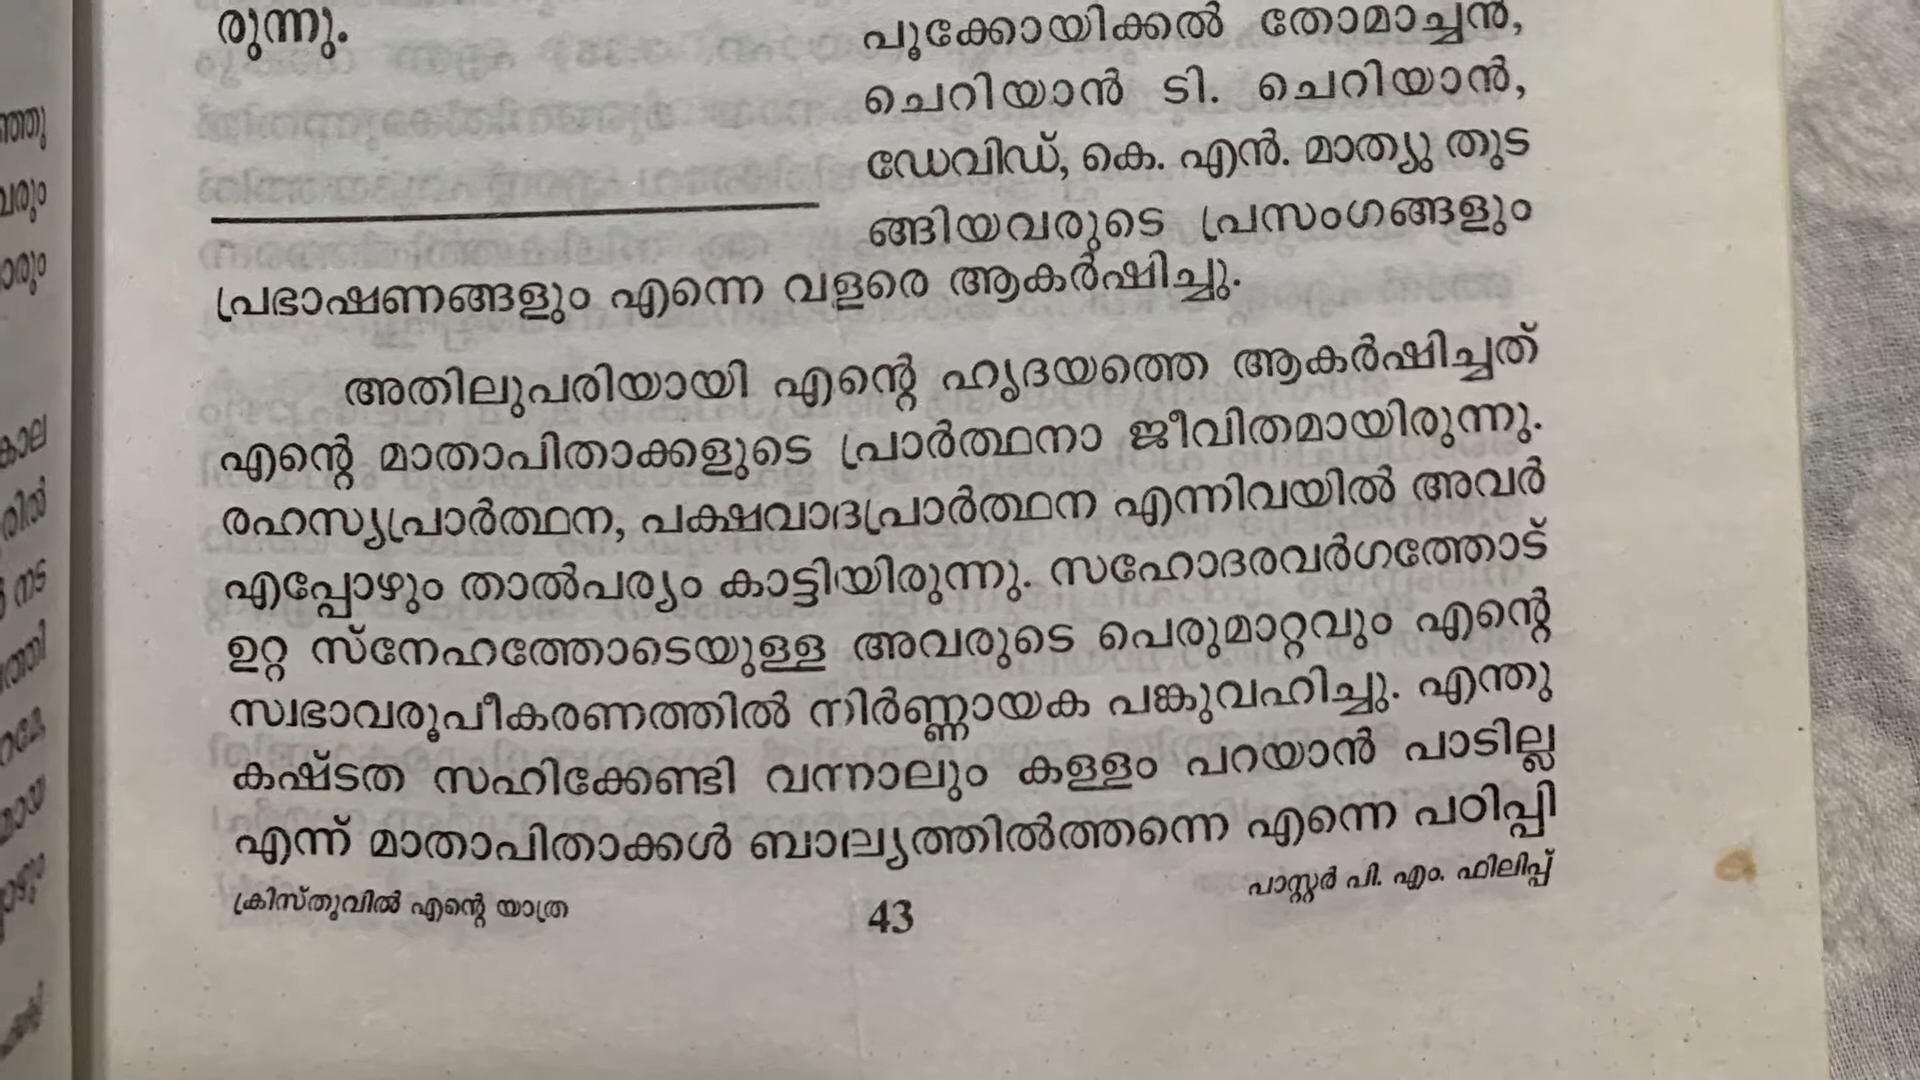 രുന്നു.
പൂക്കോയിക്കൽ തോമാച്ചൻ,
ചെറിയാൻ ടി. ചെറിയാൻ,
ഡേവിഡ്, കെ. എൻ. മാത്യു തുട
ങ്ങിയവരുടെ പ്രസംഗങ്ങളും
പ്രഭാഷണങ്ങളും എന്നെ വളരെ ആകർഷിച്ചു.
അതിലുപരിയായി എന്റെ ഹൃദയത്തെ ആകർഷിച്ചത്
എന്റെ മാതാപിതാക്കളുടെ പ്രാർത്ഥനാ ജീവിതമായിരുന്നു.
രഹസ്യപ്രാർത്ഥന, പക്ഷവാദപ്രാർത്ഥന എന്നിവയിൽ അവർ
എപ്പോഴും താൽപര്യം കാട്ടിയിരുന്നു. സഹോദരവർഗത്തോട്
ഉറ്റ സ്നേഹത്തോടെയുള്ള അവരുടെ പെരുമാറ്റവും എന്റെ
സ്വഭാവരൂപീകരണത്തിൽ നിർണ്ണായക പങ്കുവഹിച്ചു. എന്തു
കഷ്ടത സഹിക്കേണ്ടി വന്നാലും കള്ളം പറയാൻ പാടില്ല
എന്ന് മാതാപിതാക്കൾ ബാല്യത്തിൽത്തന്നെ എന്നെ പഠിപ്പി
ക്രിസ്തുവിൽ എന്റെ യാത്ര
43
പാസ്റ്റർ പി. എം. ഫിലിപ്പ്